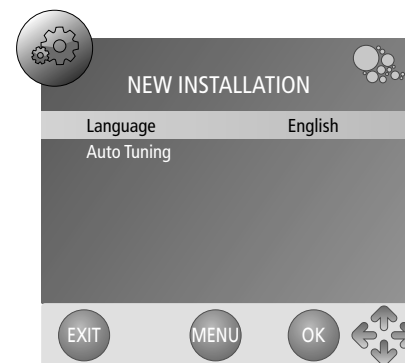 NEW INSTALLATION
Language English
Auto Tuning
EXIT MENU OK